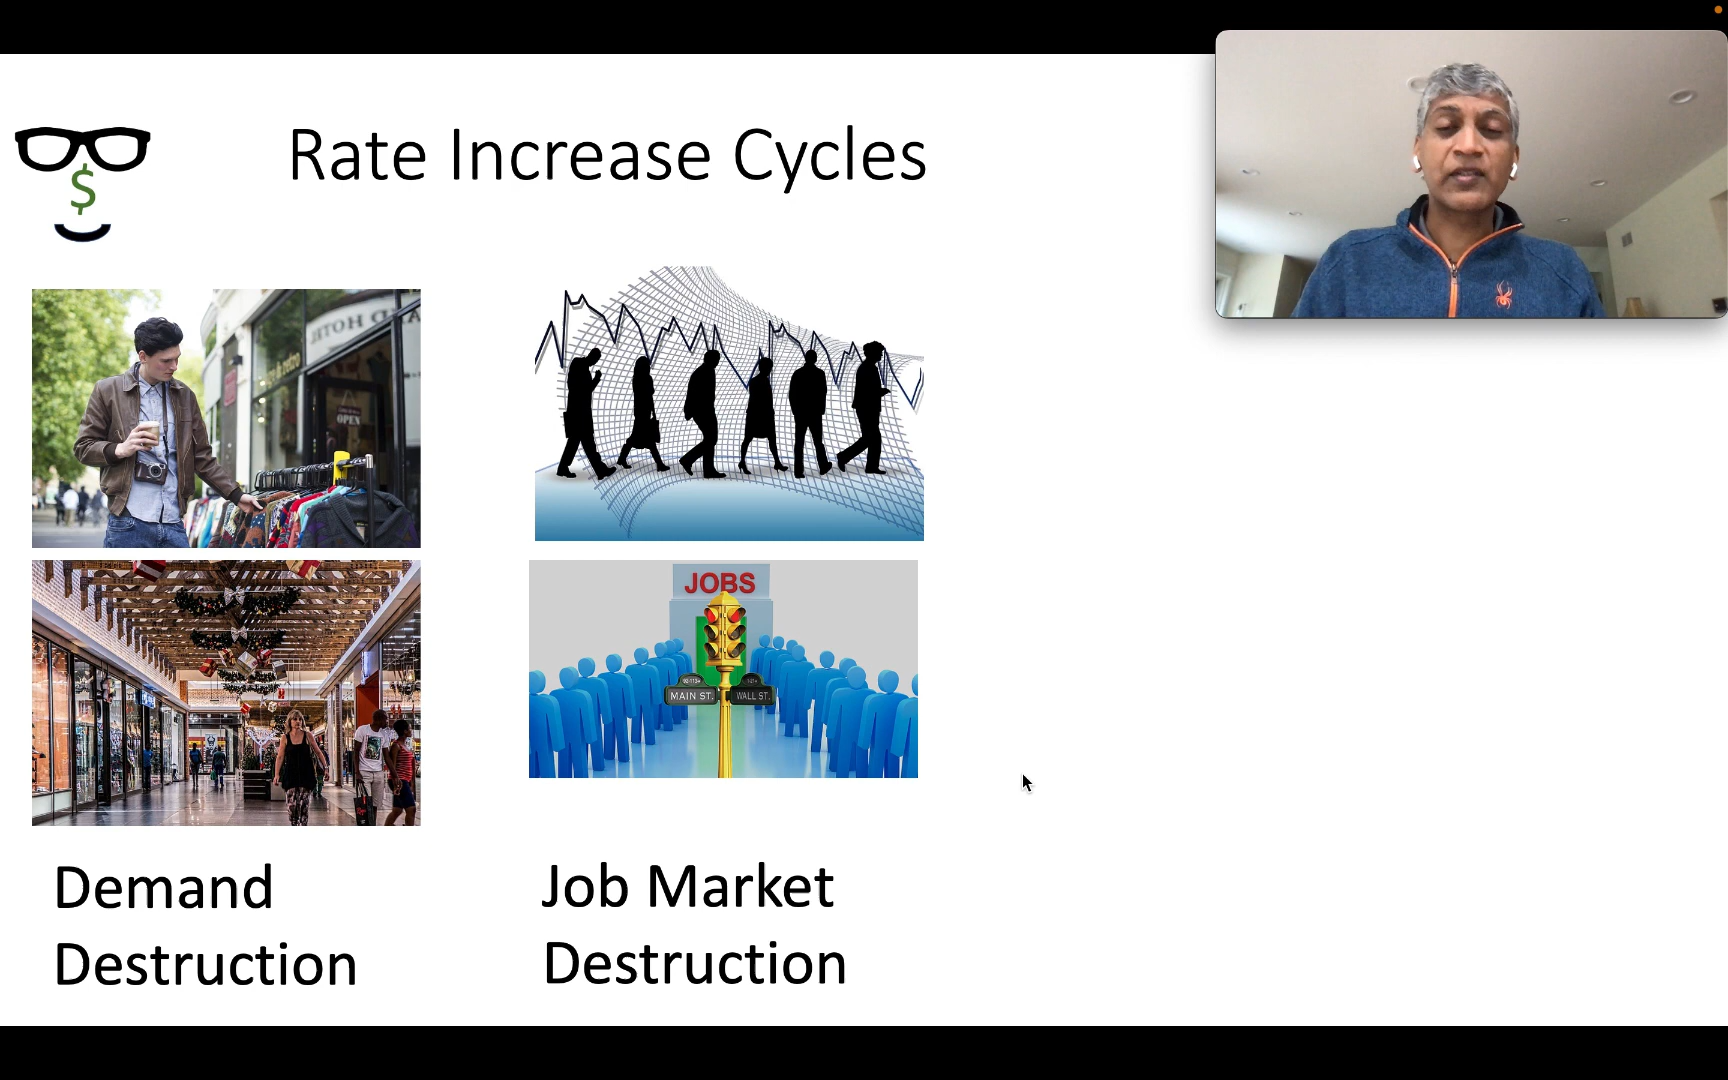 Rate Increase Cycles
$
OPEN
JOBS
MAIN ST.
WALL ST.
Demand
Destruction
Job Market
Destruction